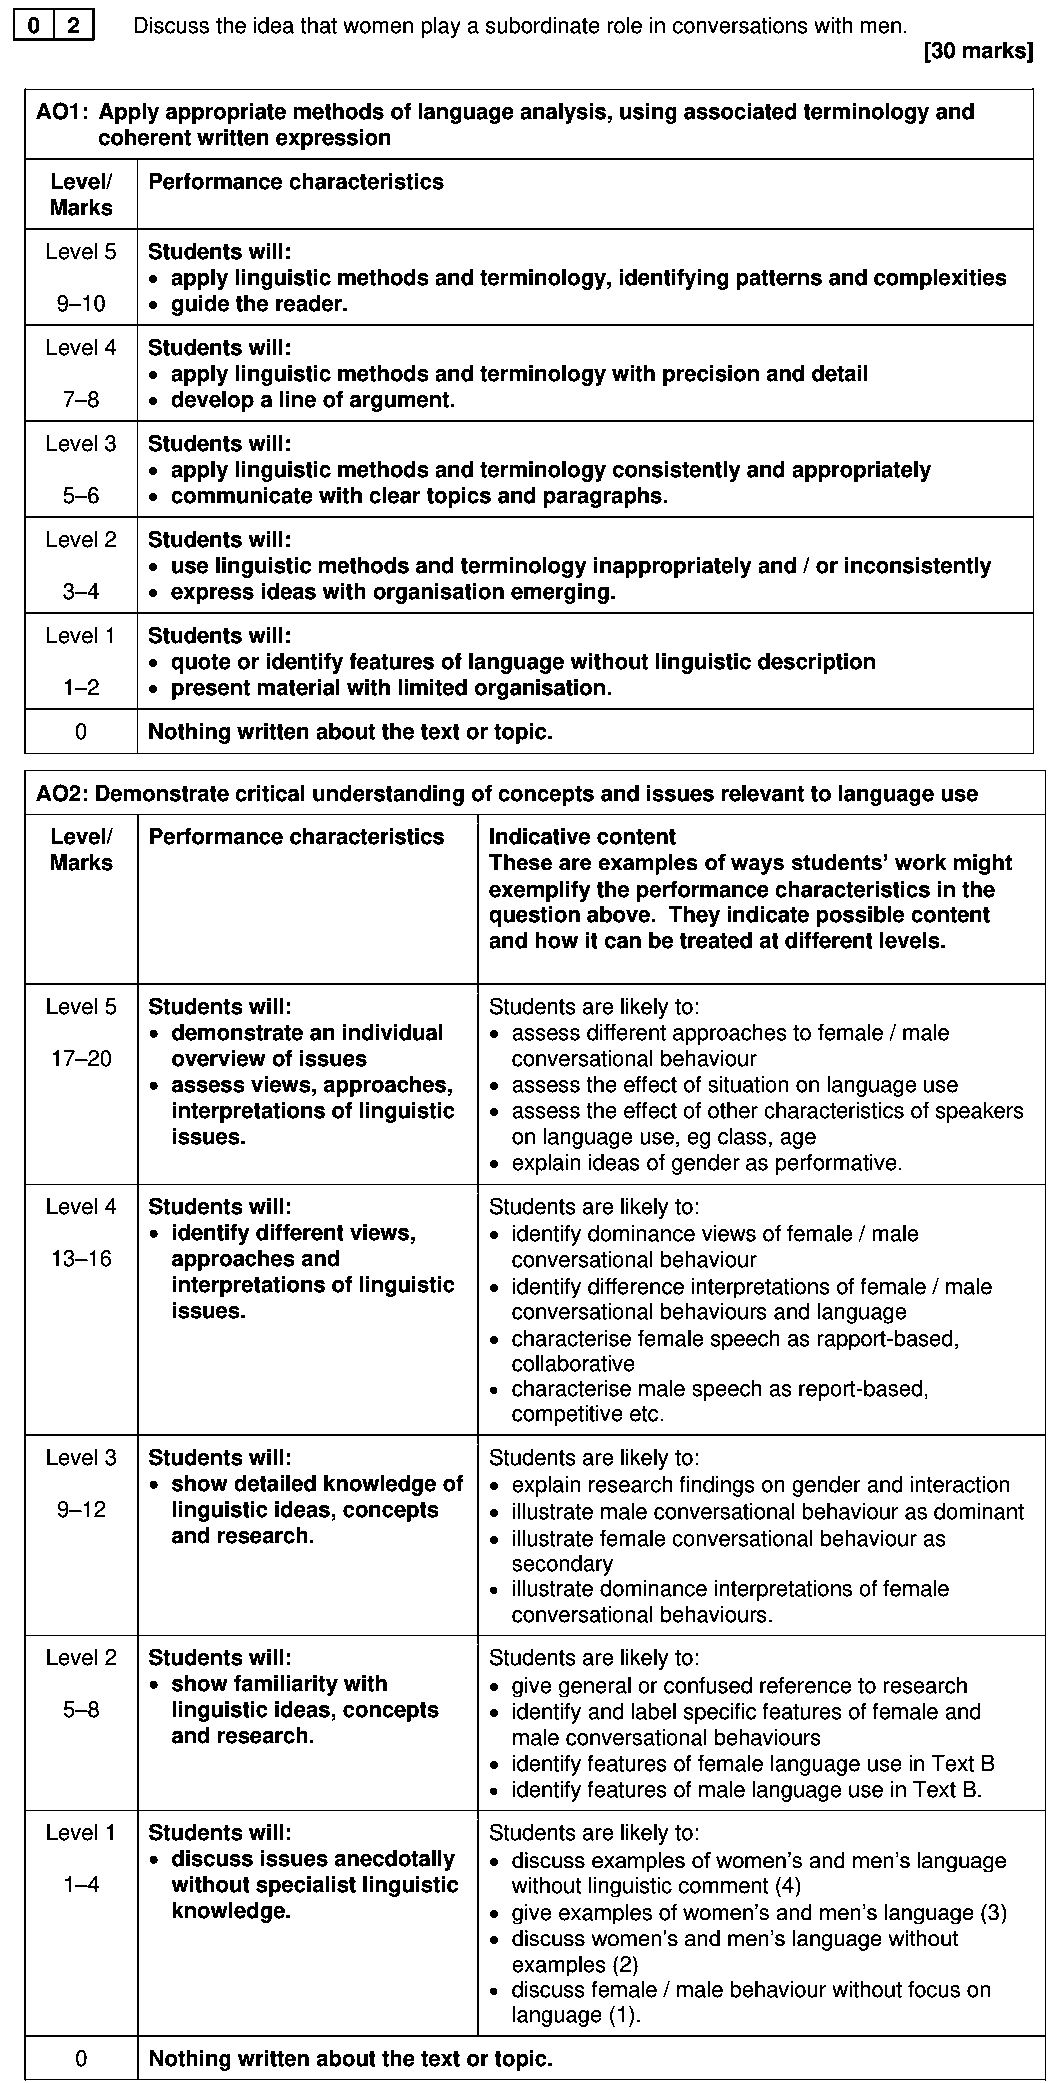 0 2 Discuss the idea that women play a subordinate role in conversations with men.
[30 marks]
AO1: Apply appropriate methods of language analysis, using associated terminology and
coherent written expression
Level/
Marks
Performance characteristics
Level 5
9–10
Students will:
• apply linguistic methods and terminology, identifying patterns and complexities
• guide the reader.
Level 4
7–8
Students will:
• apply linguistic methods and terminology with precision and detail
• develop a line of argument.
Level 3
5–6
Students will:
• apply linguistic methods and terminology consistently and appropriately
• communicate with clear topics and paragraphs.
Level 2
3–4
Students will:
• use linguistic methods and terminology inappropriately and / or inconsistently
• express ideas with organisation emerging.
Level 1
1–2
Students will:
• quote or identify features of language without linguistic description
• present material with limited organisation.
0
Nothing written about the text or topic.
AO2: Demonstrate critical understanding of concepts and issues relevant to language use
Level/
Marks
Performance characteristics
Indicative content
These are examples of ways students' work might
exemplify the performance characteristics in the
question above. They indicate possible content
and how it can be treated at different levels.
Level 5
17–20
Students will:
• demonstrate an individual
overview of issues
• assess views, approaches,
interpretations of linguistic
issues.
Students are likely to:
• assess different approaches to female / male
conversational behaviour
• assess the effect of situation on language use
• assess the effect of other characteristics of speakers
on language use, eg class, age
• explain ideas of gender as performative.
Level 4
13–16
Students will:
• identify different views,
approaches and
interpretations of linguistic
issues.
Students are likely to:
• identify dominance views of female / male
conversational behaviour
• identify difference interpretations of female / male
conversational behaviours and language
• characterise female speech as rapport-based,
collaborative
• characterise male speech as report-based,
competitive etc.
Level 3
9–12
Students will:
• show detailed knowledge of
linguistic ideas, concepts
and research.
Students are likely to:
• explain research findings on gender and interaction
• illustrate male conversational behaviour as dominant
• illustrate female conversational behaviour as
secondary
• illustrate dominance interpretations of female
conversational behaviours.
Level 2
5–8
Students will:
• show familiarity with
linguistic ideas, concepts
and research.
Students are likely to:
• give general or confused reference to research
• identify and label specific features of female and
male conversational behaviours
• identify features of female language use in Text B
• identify features of male language use in Text B.
Level 1
1–4
Students will:
• discuss issues anecdotally
without specialist linguistic
knowledge.
Students are likely to:
• discuss examples of women's and men's language
without linguistic comment (4)
• give examples of women's and men's language (3)
• discuss women's and men's language without
examples (2)
• discuss female / male behaviour without focus on
language (1).
0
Nothing written about the text or topic.